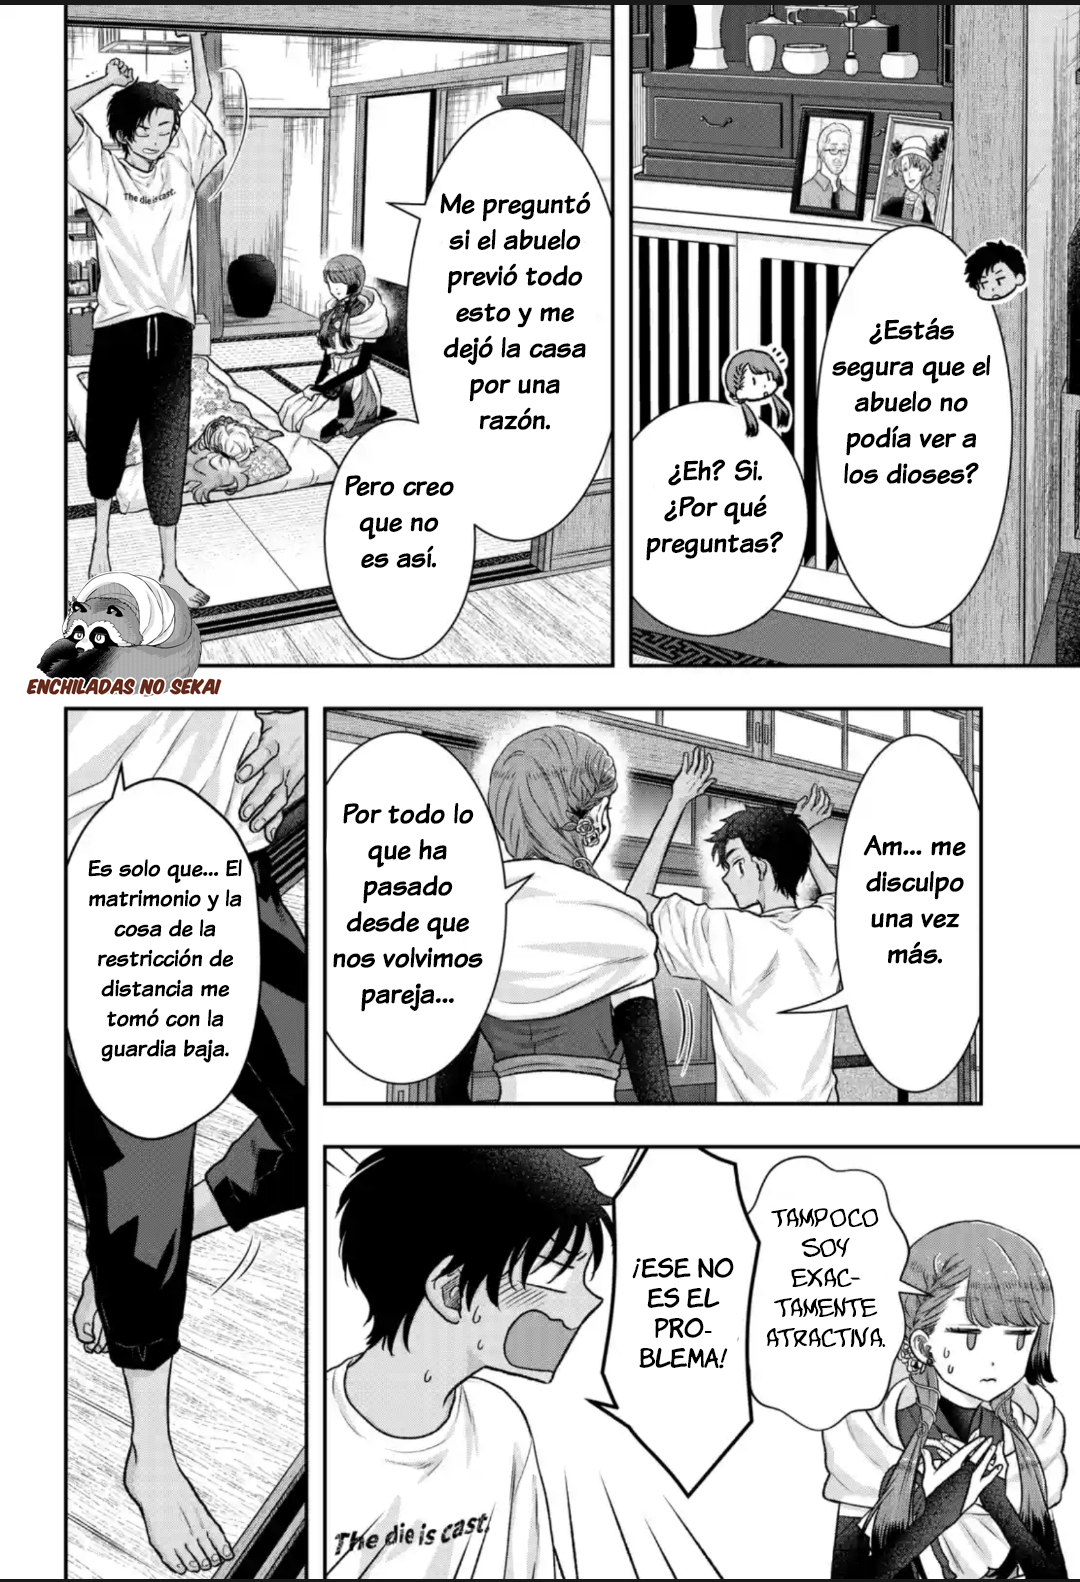 ¿Estás
segura que el
abuelo no
podía ver a
los dioses?
¿Eh? Si.
¿Por qué
preguntas?
Me preguntó
si el abuelo
previó todo
esto y me
dejó la casa
por una
razón.
Pero creo
que no
es así.
The die is cast.
ENCHILADAS NO SEKAI
Am... me
disculpo
una vez
más.
Por todo lo
que ha
pasado
desde que
nos volvimos
pareja...
Es solo que... El
matrimonio y la
cosa de la
restricción de
distancia me
tomó con la
guardia baja.
TAMPOCO
SOY
EXAC-
TAMENTE
ATRACTIVA.
¡ESE NO
ES EL
PRO-
BLEMA!
The die is cast.